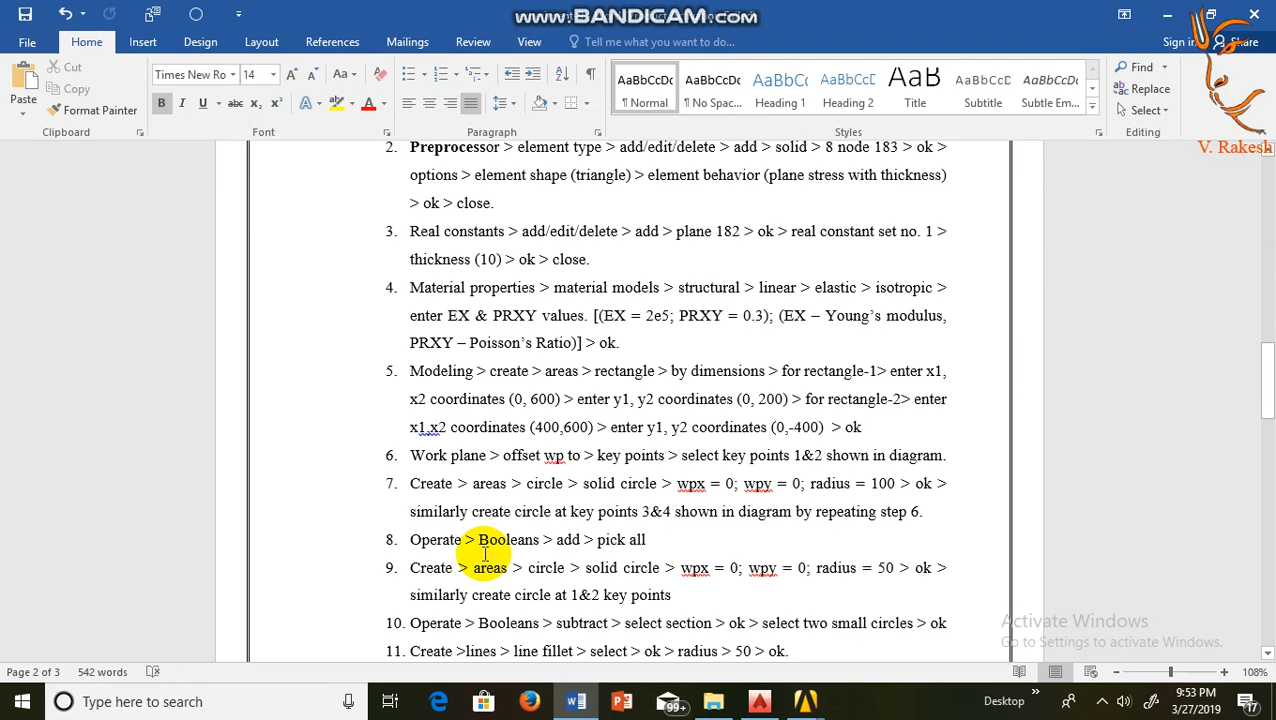 www.BANDICAM.com
File
Home
Insert
Design
Layout
References
Mailings
Review
View
Tell me what you want to do...
Sign in
Share
Paste
Cut
Copy
Format Painter
Clipboard
Times New Ro
14
Font
Paragraph
AaBbCcDc
¶ Normal
AaBbCcDc
¶ No Spac...
AaBbCc
Heading 1
AaBbCcD
Heading 2
AaB
Title
AaBbCcD
Subtitle
AaBbCcDc
Subtle Em...
Styles
Find
Replace
Select
Editing
V. Rakesh
2. Preprocessor > element type > add/edit/delete > add > solid > 8 node 183 > ok >
options > element shape (triangle) > element behavior (plane stress with thickness)
> ok > close.
3. Real constants > add/edit/delete > add > plane 182 > ok > real constant set no. 1 >
thickness (10) > ok > close.
4. Material properties > material models > structural > linear > elastic > isotropic >
enter EX & PRXY values. [(EX = 2e5; PRXY = 0.3); (EX – Young’s modulus,
PRXY – Poisson’s Ratio)] > ok.
5. Modeling > create > areas > rectangle > by dimensions > for rectangle-1> enter x1,
x2 coordinates (0, 600) > enter y1, y2 coordinates (0, 200) > for rectangle-2> enter
x1,x2 coordinates (400,600) > enter y1, y2 coordinates (0,-400) > ok
6. Work plane > offset wp to > key points > select key points 1&2 shown in diagram.
7. Create > areas > circle > solid circle > wpx = 0; wpy = 0; radius = 100 > ok >
similarly create circle at key points 3&4 shown in diagram by repeating step 6.
8. Operate > Booleans > add > pick all
9. Create > areas > circle > solid circle > wpx = 0; wpy = 0; radius = 50 > ok >
similarly create circle at 1&2 key points
10. Operate > Booleans > subtract > select section > ok > select two small circles > ok
11. Create >lines > line fillet > select > ok > radius > 50 > ok.
Activate Windows
Go to Settings to activate Windows.
Page 2 of 3
542 words
108%
Type here to search
99+
Desktop
9:53 PM
3/27/2019
17